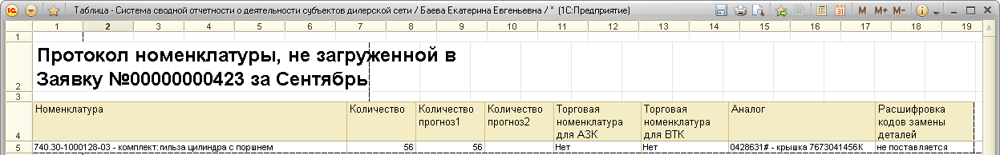 Таблица - Система сводной отчетности о деятельности субъектов дилерской сети / Баева Екатерина Евгеньевна / * (1С:Предприятие)
M M+ M-
1 2 3 4 5 6 7 8 9 10 11 12 13 14 15 16 17 18 19
1
2
Протокол номенклатуры, не загруженной в
Заявку №00000000423 за Сентябрь
3
4
Номенклатура
Количество
Количество
прогноз1
Количество
прогноз2
Торговая
номенклатура
для АЗК
Торговая
номенклатура
для ВТК
Аналог
Расшифровка
кодов замены
деталей
5 740.30-1000128-03 - комплект:гильза цилиндра с поршнем 56 56 Нет Нет 0428631# - крышка 7673041456К не поставляется